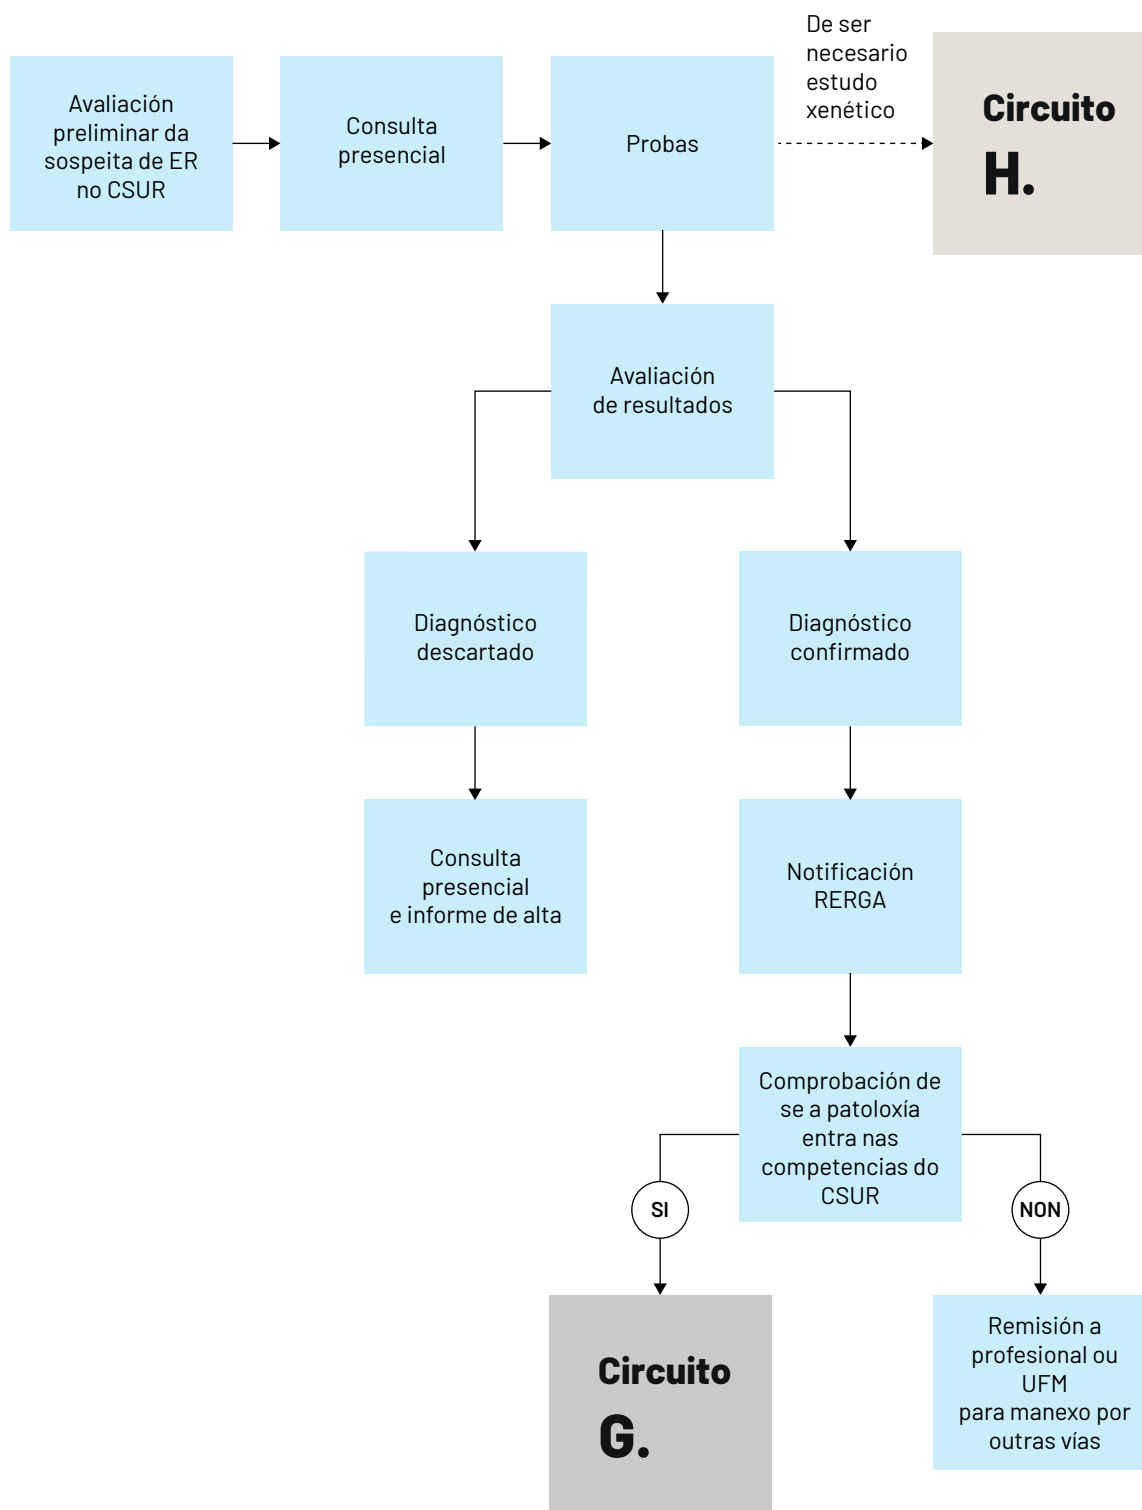 De ser
necesario
estudo
xenético
Avaliación
preliminar da
sospeita de ER
no CSUR
Consulta
presencial
Probas
Circuito
H.
Avaliación
de resultados
Diagnóstico
descartado
Diagnóstico
confirmado
Consulta
presencial
e informe de alta
Notificación
RERGA
Comprobación de
se a patoloxía
entra nas
competencias do
CSUR
SI
NON
Circuito
G.
Remisión a
profesional ou
UFM
para manexo por
outras vías